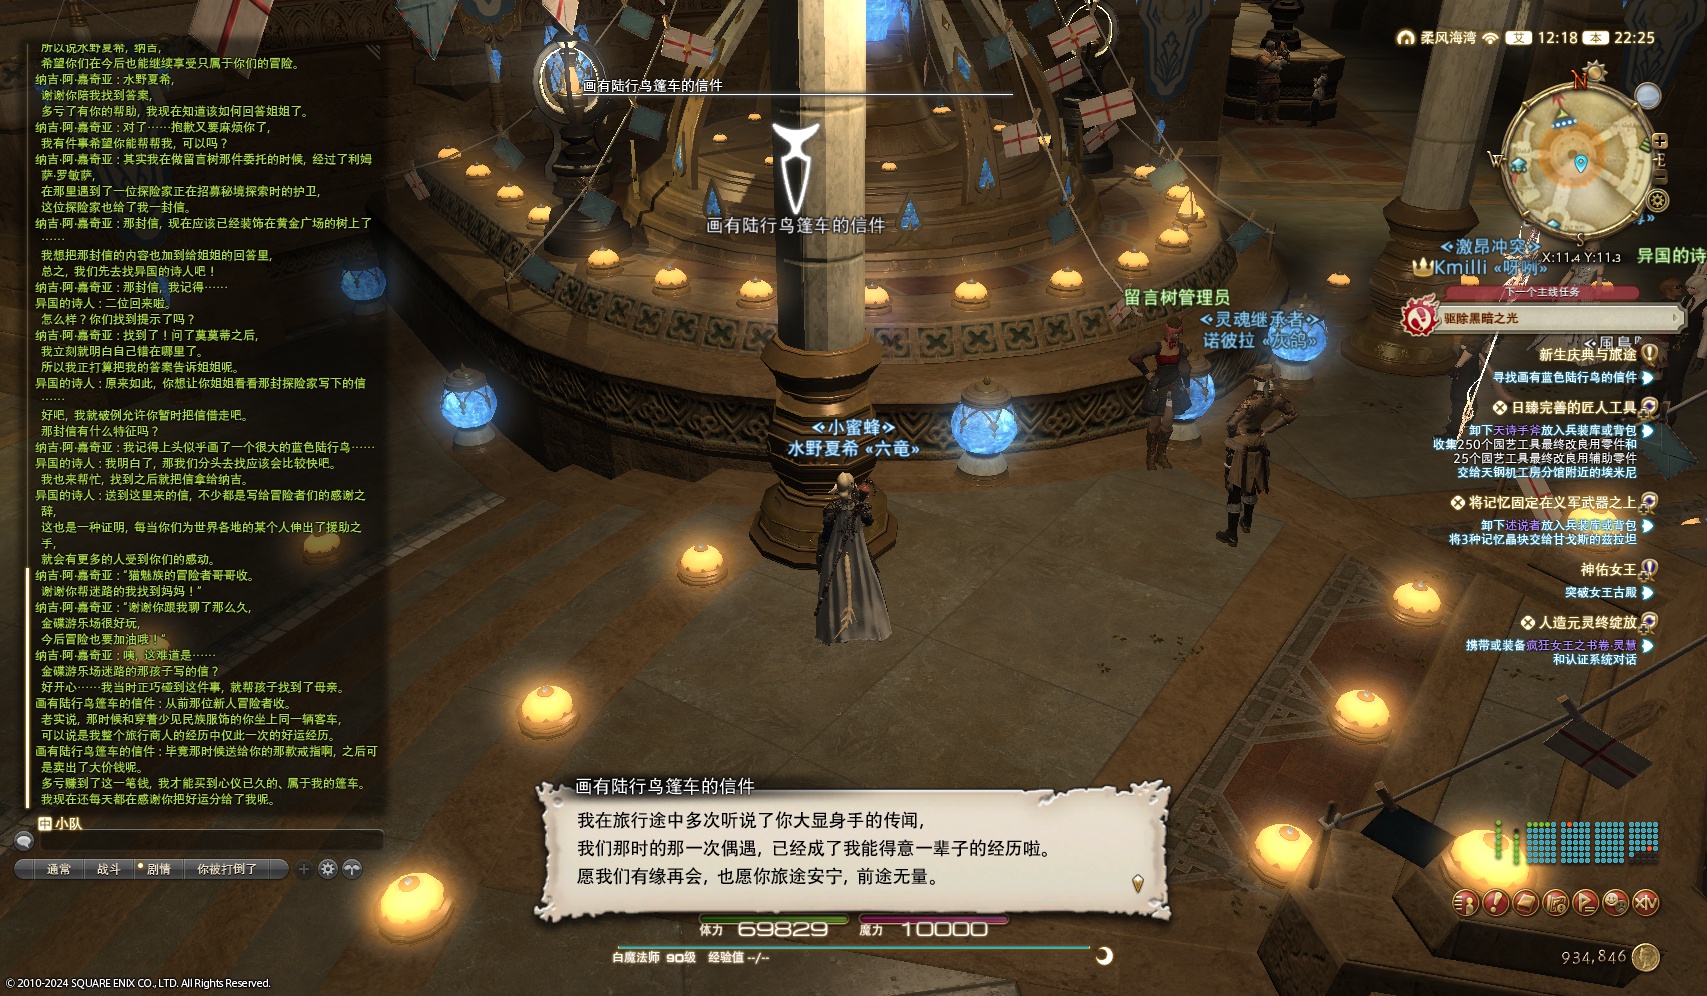 所以说水野夏希，纳吉，
希望你们在今后也能继续享受只属于你们的冒险。
纳吉·阿·嘉奇亚：水野夏希，
谢谢你陪我找到答案，
多亏了有你的帮助，我现在知道该如何回答姐姐了。
纳吉·阿·嘉奇亚：对了……抱歉又要麻烦你了，
我有件事希望你能帮帮我，可以吗？
纳吉·阿·嘉奇亚：其实我在做留言树那件委托的时候，经过了利姆
萨·罗敏萨，
在那里遇到了一位探险家正在招募秘境探索时的护卫，
这位探险家也给了我一封信。
纳吉·阿·嘉奇亚：那封信，现在应该已经装饰在黄金广场的树上了
……
我想把那封信的内容也加到给姐姐的回答里，
总之，我们先去找异国的诗人吧！
纳吉·阿·嘉奇亚：那封信，我记得……
异国的诗人：二位回来啦。
怎么样？你们找到提示了吗？
纳吉·阿·嘉奇亚：找到了！问了莫莫蒂之后，
我立刻就明白自己错在哪里了。
所以我正打算把我的答案告诉姐姐呢。
异国的诗人：原来如此，你想让你姐姐看看那封探险家写下的信
……
好吧，我就破例允许你暂时把信借走吧。
那封信有什么特征吗？
纳吉·阿·嘉奇亚：我记得上头似乎画了一个很大的蓝色陆行鸟……
异国的诗人：我明白了，那我们分头去找应该会比较快吧。
我也来帮忙，找到之后就把信拿给纳吉。
异国的诗人：送到这里来的信，不少都是写给冒险者们的感谢之
辞，
这也是一种证明，每当你们为世界各地的某个人伸出了援助之
手，
就会有更多的人受到你们的感动。
纳吉·阿·嘉奇亚：“猫魅族的冒险者哥哥收。
谢谢你帮迷路的我找到妈妈！”
纳吉·阿·嘉奇亚：“谢谢你跟我聊了那么久，
金碟游乐场很好玩，
今后冒险也要加油哦！”
纳吉·阿·嘉奇亚：咦，这难道是……
金碟游乐场迷路的那孩子写的信？
好开心……我当时正巧碰到这件事，就帮孩子找到了母亲。
画有陆行鸟篷车的信件：从前那位新人冒险者收。
老实说，那时候和穿着少见民族服饰的你坐上同一辆客车，
可以说是我整个旅行商人的经历中仅此一次的好运经历。
画有陆行鸟篷车的信件：毕竟那时候送给你的那款戒指啊，之后可
是卖出了大价钱呢。
多亏赚到了这一笔钱，我才能买到心仪已久的、属于我的篷车。
我现在还每天都在感谢你把好运分给了我呢。
中 小队
通常 战斗 剧情 你被打倒了
© 2010-2024 SQUARE ENIX CO., LTD. All Rights Reserved.
画有陆行鸟篷车的信件
画有陆行鸟篷车的信件
留言树管理员
≪灵魂继承者≫
诺彼拉 «灰鸽»
≪小蜜蜂≫
水野夏希 «六竜»
画有陆行鸟篷车的信件
我在旅行途中多次听说了你大显身手的传闻，
我们那时的那一次偶遇，已经成了我能得意一辈子的经历啦。
愿我们有缘再会，也愿你旅途安宁，前途无量。
体力 69829 魔力 10000
白魔法师 90级 经验值 --/--
柔风海湾 艾 12:18 本 22:25
N
W
E
S
≪激昂冲突≫
X:11.4 Y:11.3
Kmilli «呀咧»
异国的诗
下一个主线任务
驱除黑暗之光
新生庆典与旅途
寻找画有蓝色陆行鸟的信件
日臻完善的匠人工具
卸下天诗手斧放入兵装库或背包
收集250个园艺工具最终改良用零件和
25个园艺工具最终改良用辅助零件
交给天钢机工房分馆附近的埃米尼
将记忆固定在义军武器之上
卸下述说者放入兵装库或背包
将3种记忆晶块交给甘戈斯的兹拉坦
神佑女王
突破女王古殿
人造元灵终绽放
携带或装备疯狂女王之书卷·灵慧
和认证系统对话
XIV
934,846